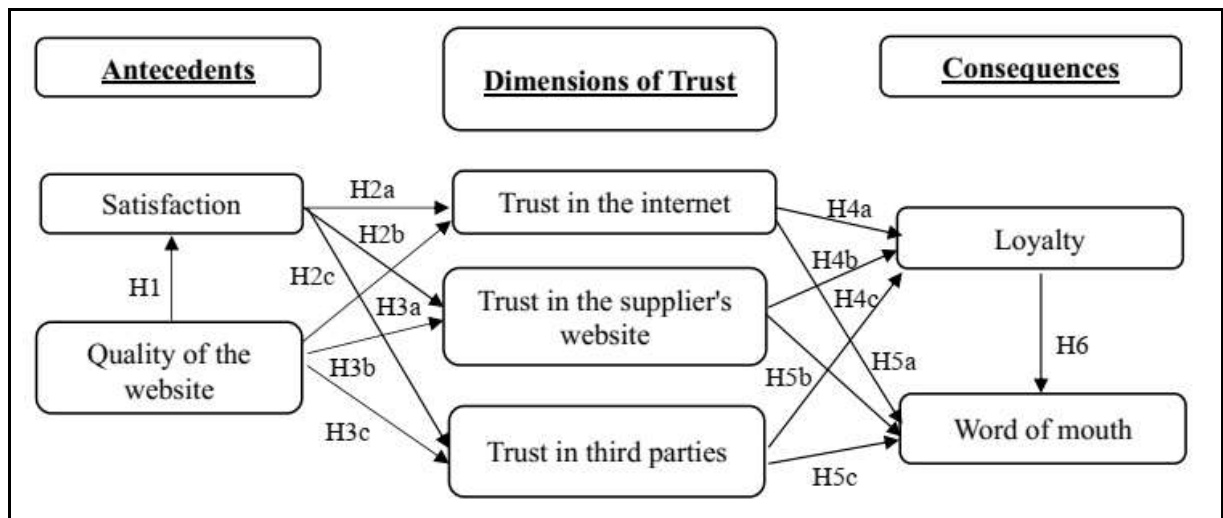 Antecedents
Dimensions of Trust
Consequences
Satisfaction
H2a
Trust in the internet
H4a
Loyalty
H2b
H1
H2c
H4b
Quality of the
website
H3a
Trust in the supplier's
website
H4c
H3b
H5a
H5b
H6
H3c
Trust in third parties
H5c
Word of mouth